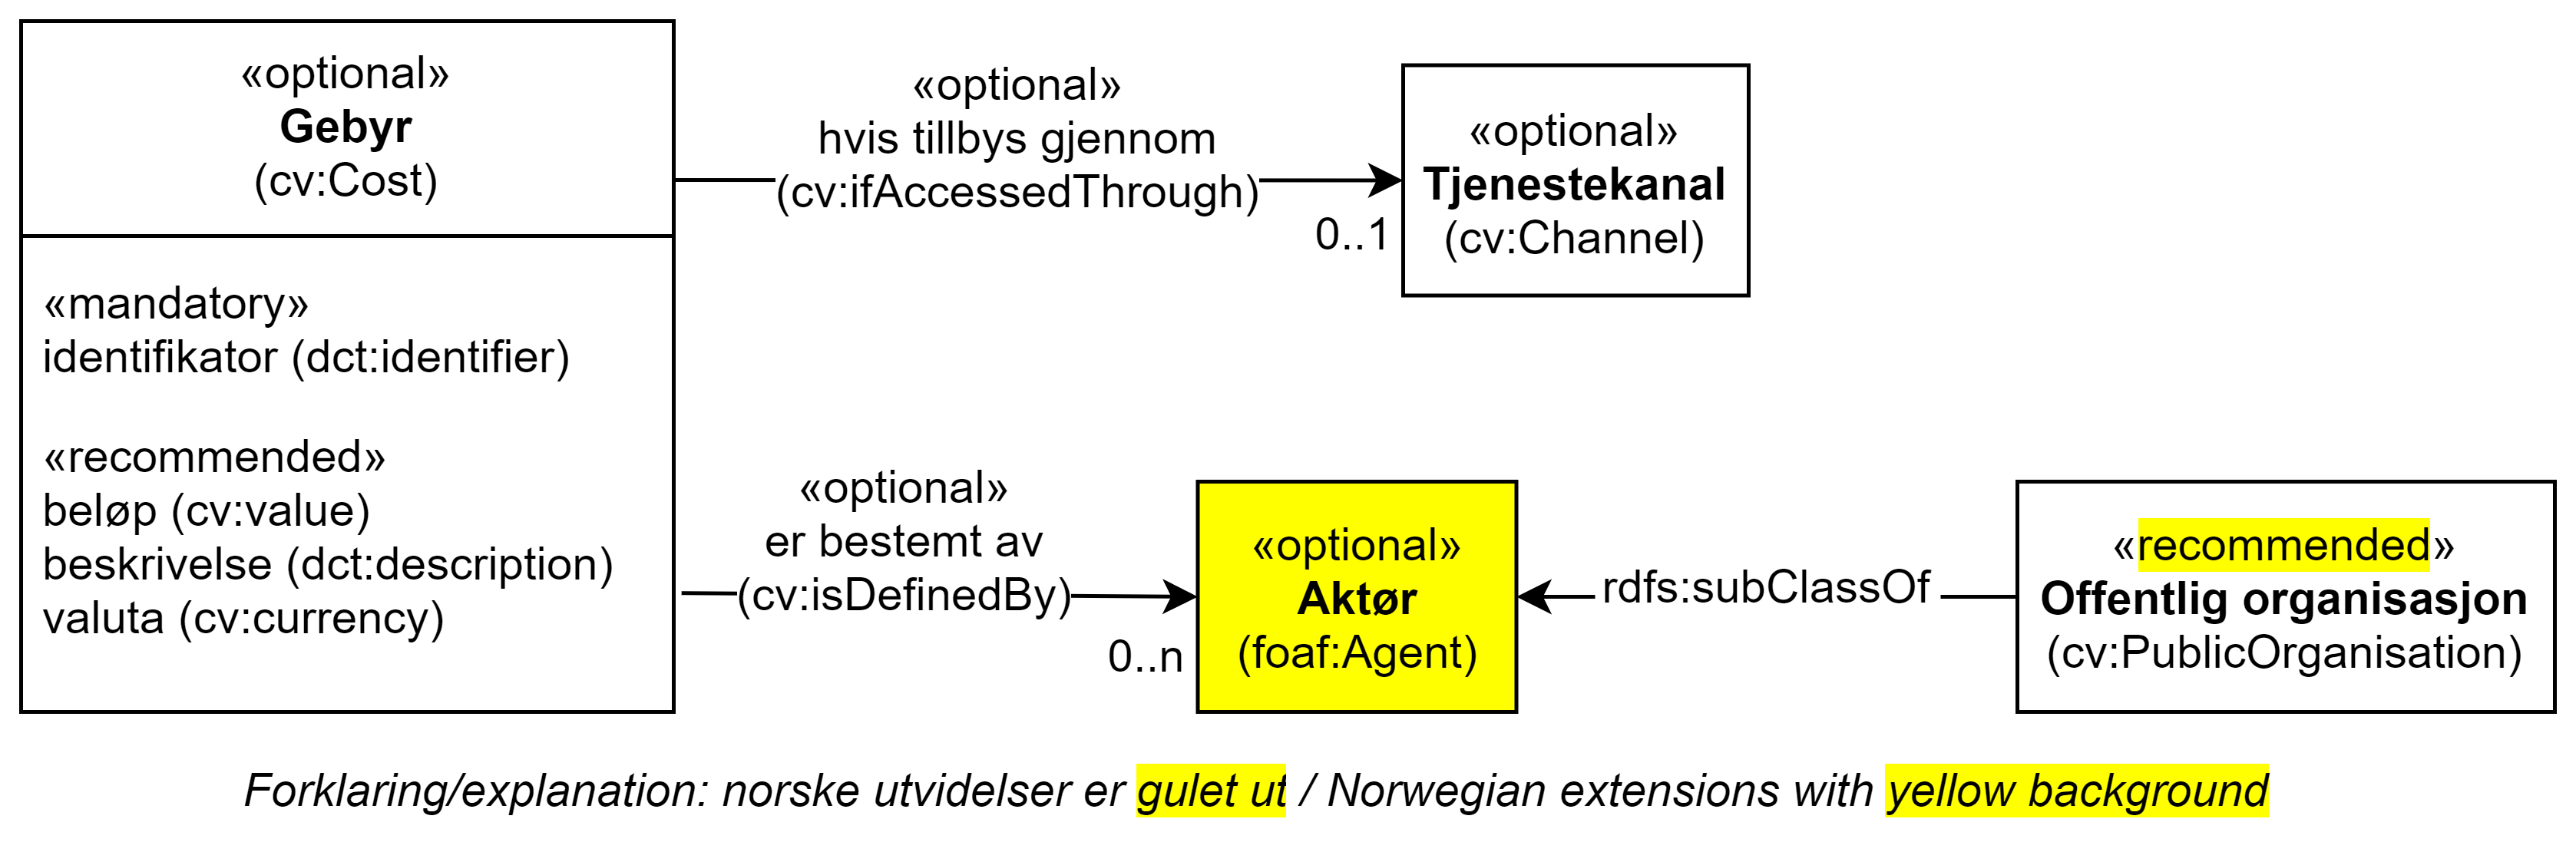 «optional»
Gebyr
(cv:Cost)
«mandatory»
identifikator (dct:identifier)
«recommended»
beløp (cv:value)
beskrivelse (dct:description)
valuta (cv:currency)
«optional»
hvis tillbys gjennom
(cv:ifAccessedThrough)
0..1
«optional»
Tjenestekanal
(cv:Channel)
«optional»
er bestemt av
(cv:isDefinedBy)
0..n
«optional»
Aktør
(foaf:Agent)
rdfs:subClassOf
«recommended»
Offentlig organisasjon
(cv:PublicOrganisation)
Forklaring/explanation: norske utvidelser er gulet ut / Norwegian extensions with yellow background